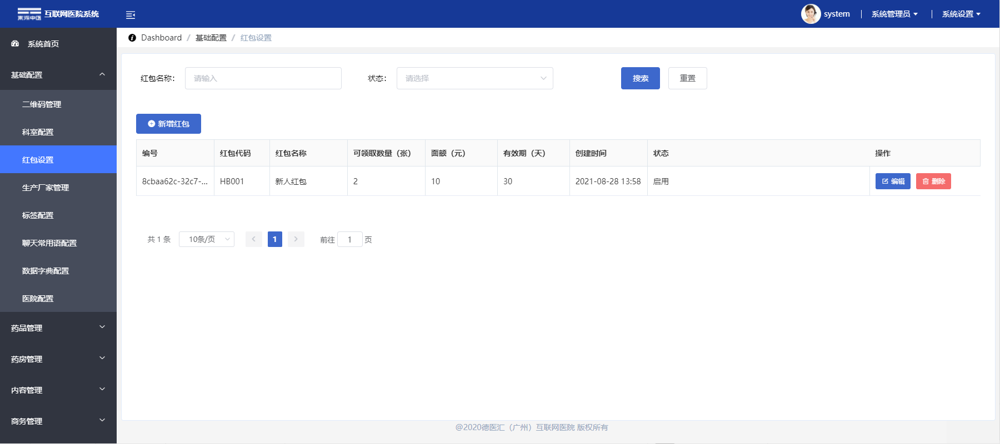 東源中医 互联网医院系统
system
系统管理员
系统设置
系统首页
基础配置
二维码管理
科室配置
红包设置
生产厂家管理
标签配置
聊天常用语配置
数据字典配置
医院配置
药品管理
药房管理
内容管理
商务管理
Dashboard / 基础配置 / 红包设置
红包名称： 请输入 状态： 请选择 搜索 重置
新增红包
编号 红包代码 红包名称 可领取数量（张） 面额（元） 有效期（天） 创建时间 状态 操作
8cbaa62c-32c7-... HB001 新人红包 2 10 30 2021-08-28 13:58 启用 编辑 删除
共 1 条 10条/页 1 前往 1 页
@2020德医汇（广州）互联网医院 版权所有